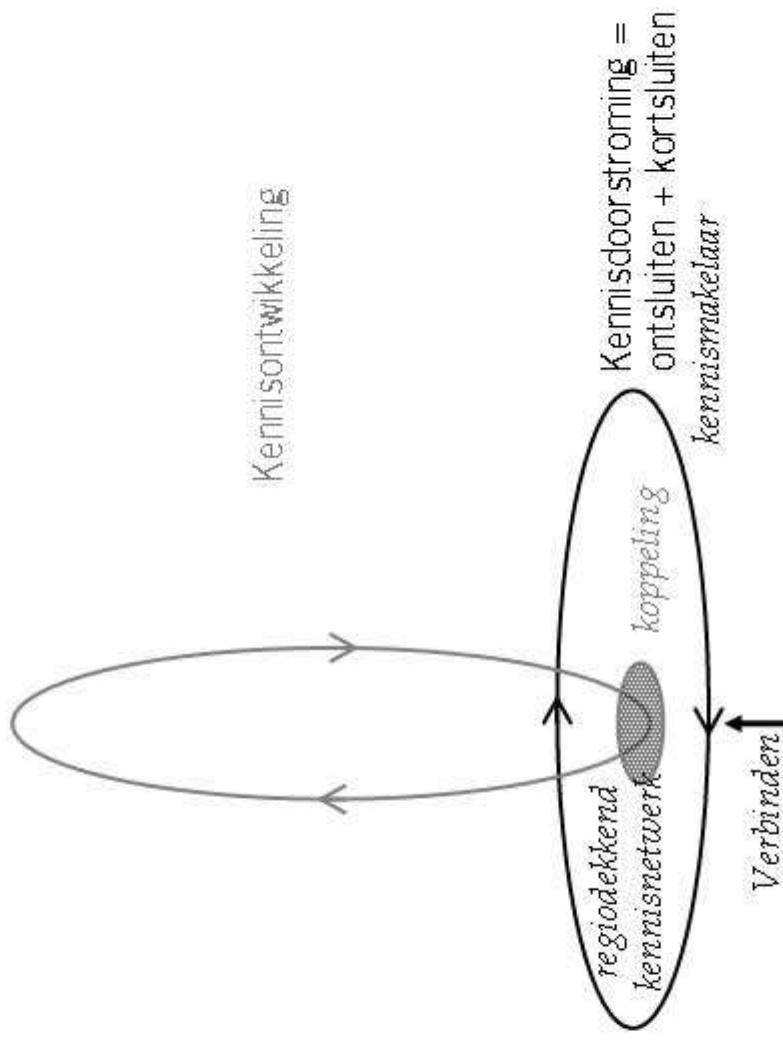 Kennisontwikkeling
Kennisdoorstroming =
ontsluiten + kortsluiten
kennismakelaar
koppeling
regiodekkend
kennisnetwerk
Verbinden